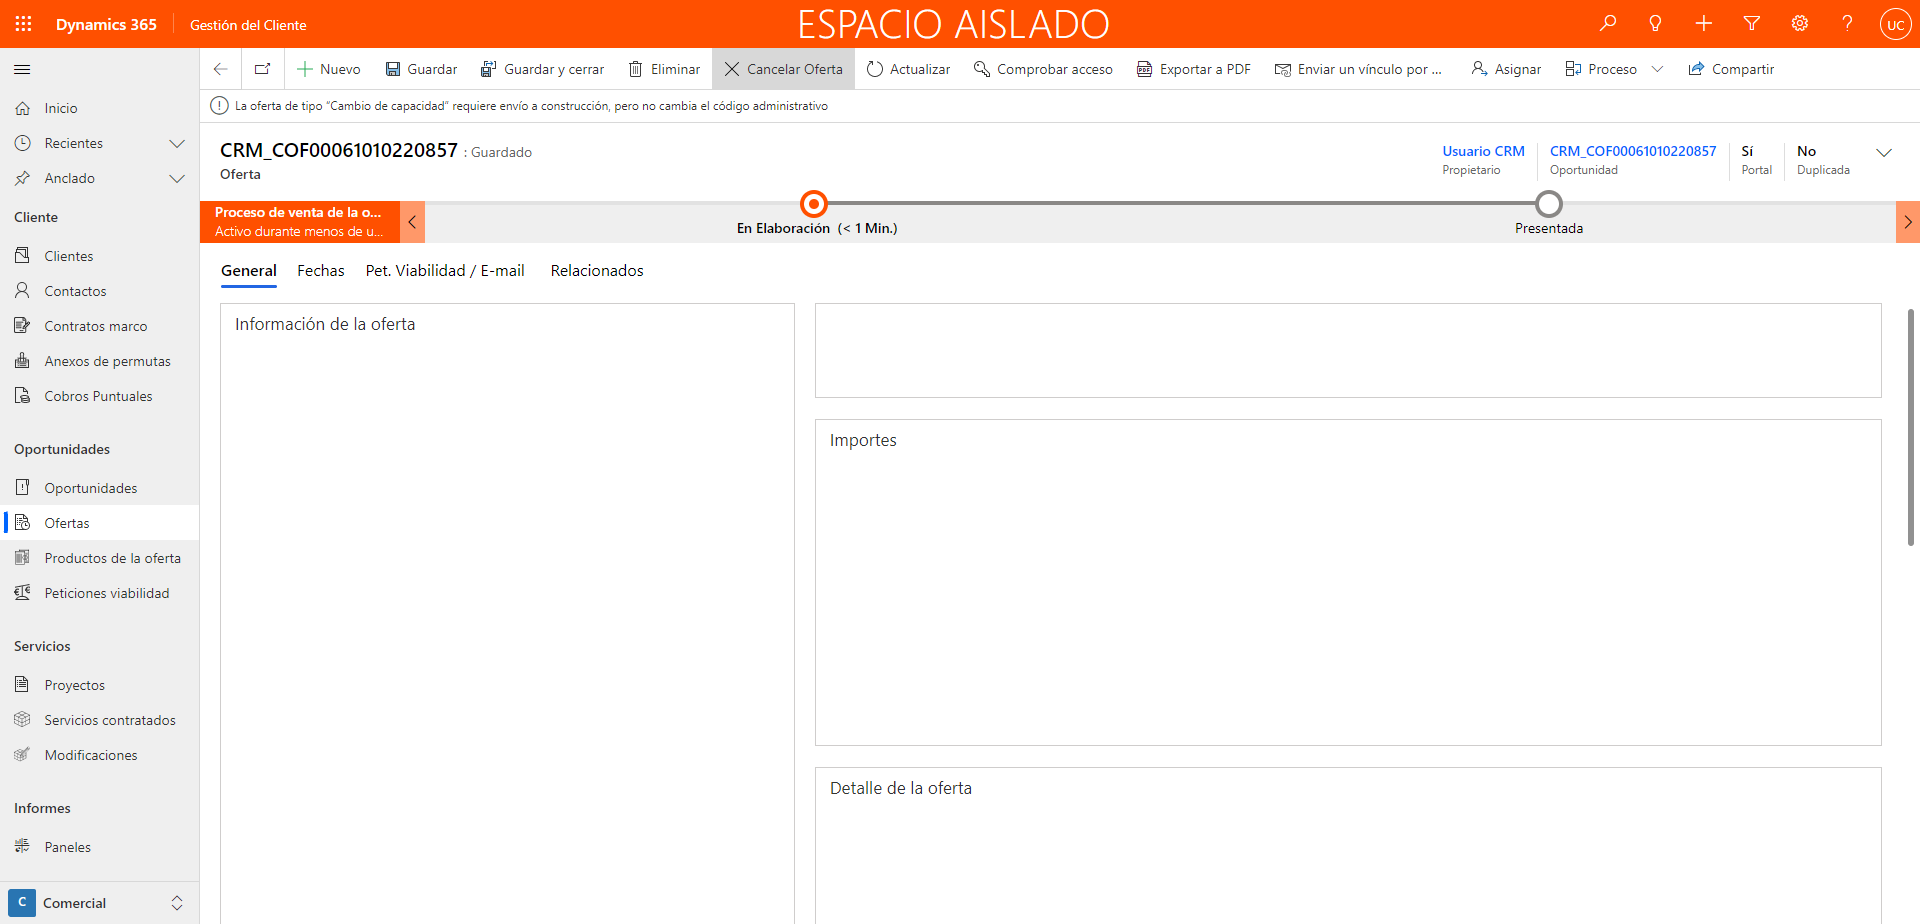 Dynamics 365
Gestión del Cliente
ESPACIO AISLADO
UC
Nuevo
Guardar
Guardar y cerrar
Eliminar
Cancelar Oferta
Actualizar
Comprobar acceso
Exportar a PDF
Enviar un vínculo por ...
Asignar
Proceso
Compartir
La oferta de tipo "Cambio de capacidad" requiere envío a construcción, pero no cambia el código administrativo
Inicio
Recientes
Anclado
Cliente
Clientes
Contactos
Contratos marco
Anexos de permutas
Cobros Puntuales
Oportunidades
Oportunidades
Ofertas
Productos de la oferta
Peticiones viabilidad
Servicios
Proyectos
Servicios contratados
Modificaciones
Informes
Paneles
C Comercial
CRM_COF00061010220857 : Guardado
Oferta
Usuario CRM
Propietario
CRM_COF00061010220857
Oportunidad
Sí
Portal
No
Duplicada
Proceso de venta de la o...
Activo durante menos de u...
En Elaboración (< 1 Min.)
Presentada
General
Fechas
Pet. Viabilidad / E-mail
Relacionados
Información de la oferta
Importes
Detalle de la oferta